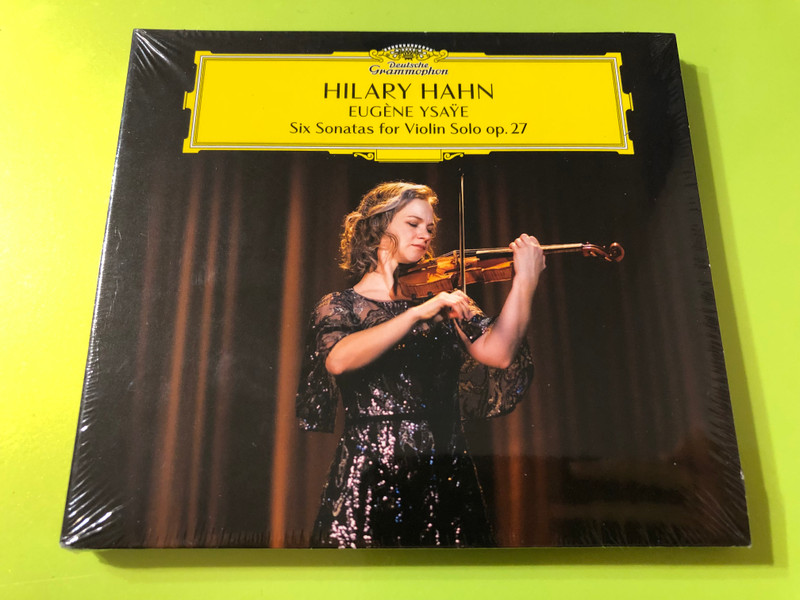 Deutsche
Grammophon
HILARY HAHN
EUGÈNE YSAŸE
Six Sonatas for Violin Solo op. 27